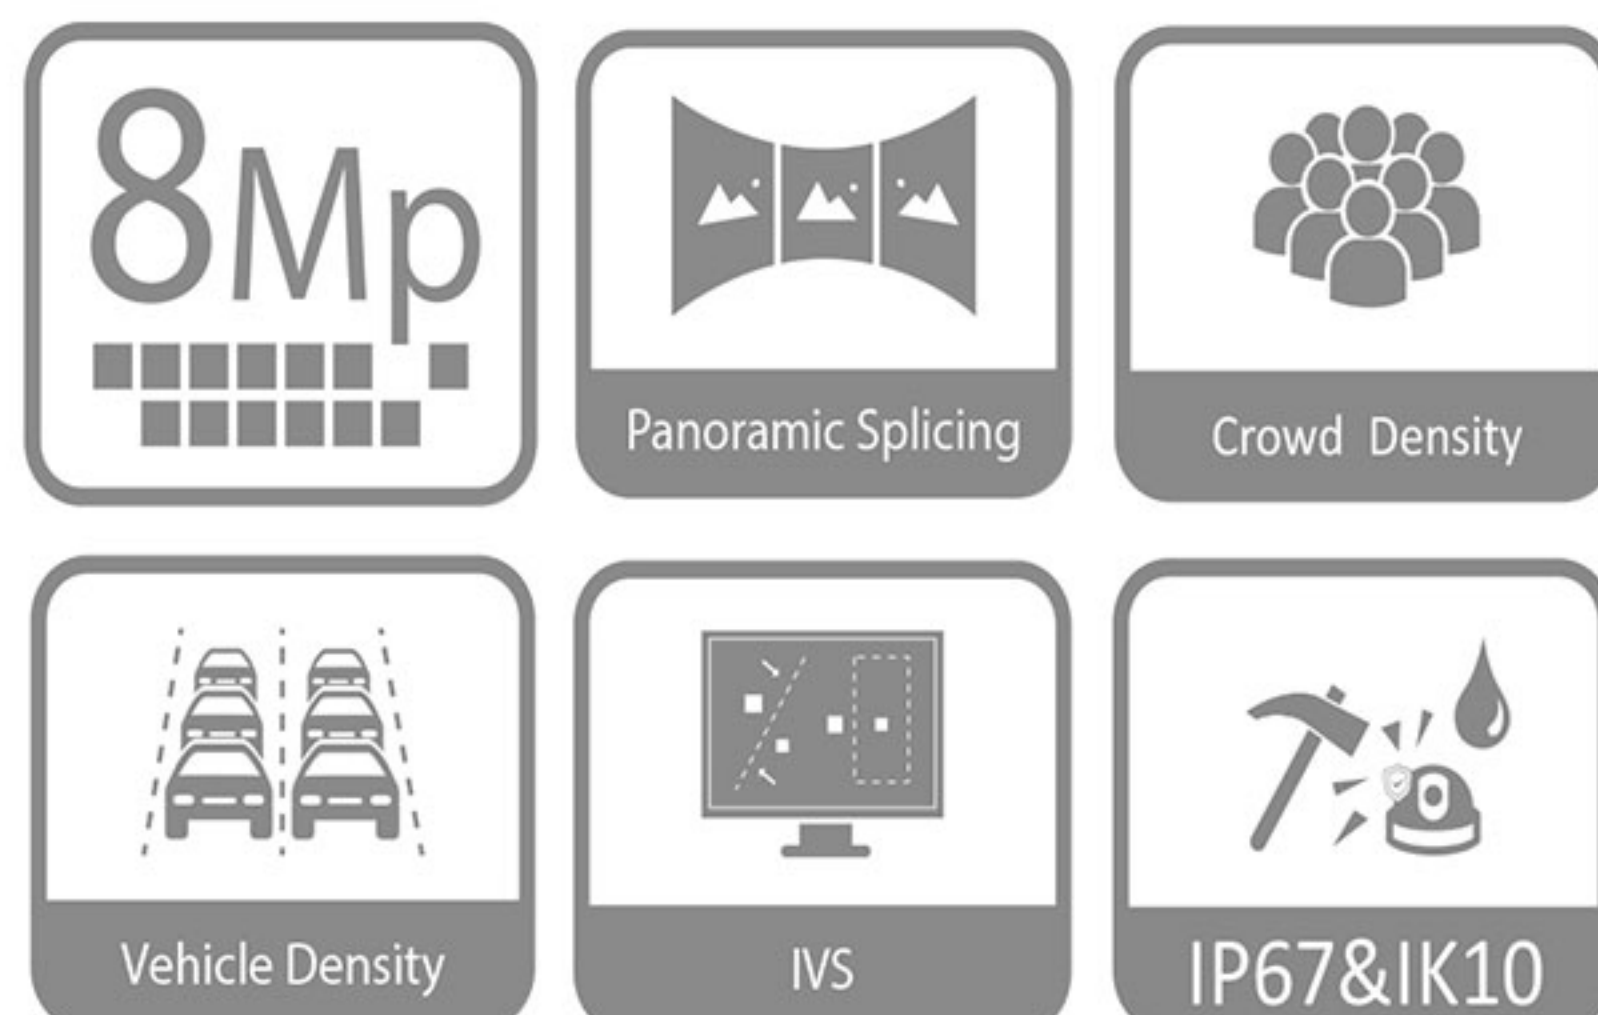 8Mp
Panoramic Splicing
Crowd Density
Vehicle Density
IVS
IP67&IK10